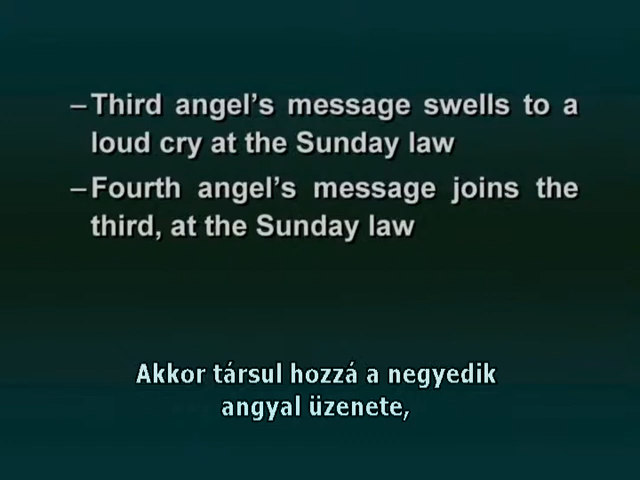 –Third angel's message swells to a
loud cry at the Sunday law
–Fourth angel's message joins the
third, at the Sunday law
Akkor társul hozzá a negyedik
angyal üzenete,